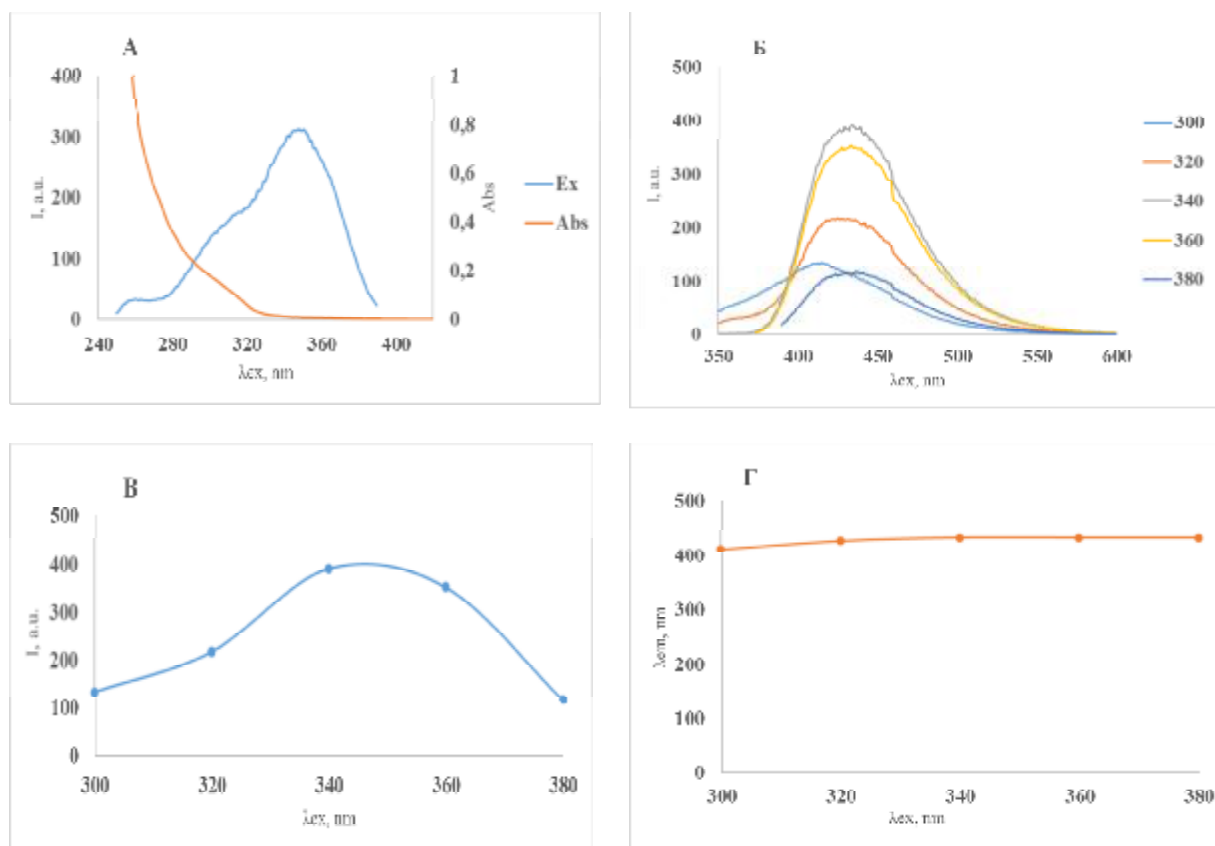 А
400
300
200
100
0
I, a.u.
1
0,8
0,6
0,4
0,2
0
Abs
240 280 320 360 400
λex, nm
Ex
Abs
Б
500
400
300
200
100
0
I, a.u.
350 400 450 500 550 600
λex, nm
300
320
340
360
380
В
500
400
300
200
100
0
I, a.u.
300 320 340 360 380
λex, nm
Г
500
400
300
200
100
0
λem, nm
300 320 340 360 380
λex, nm